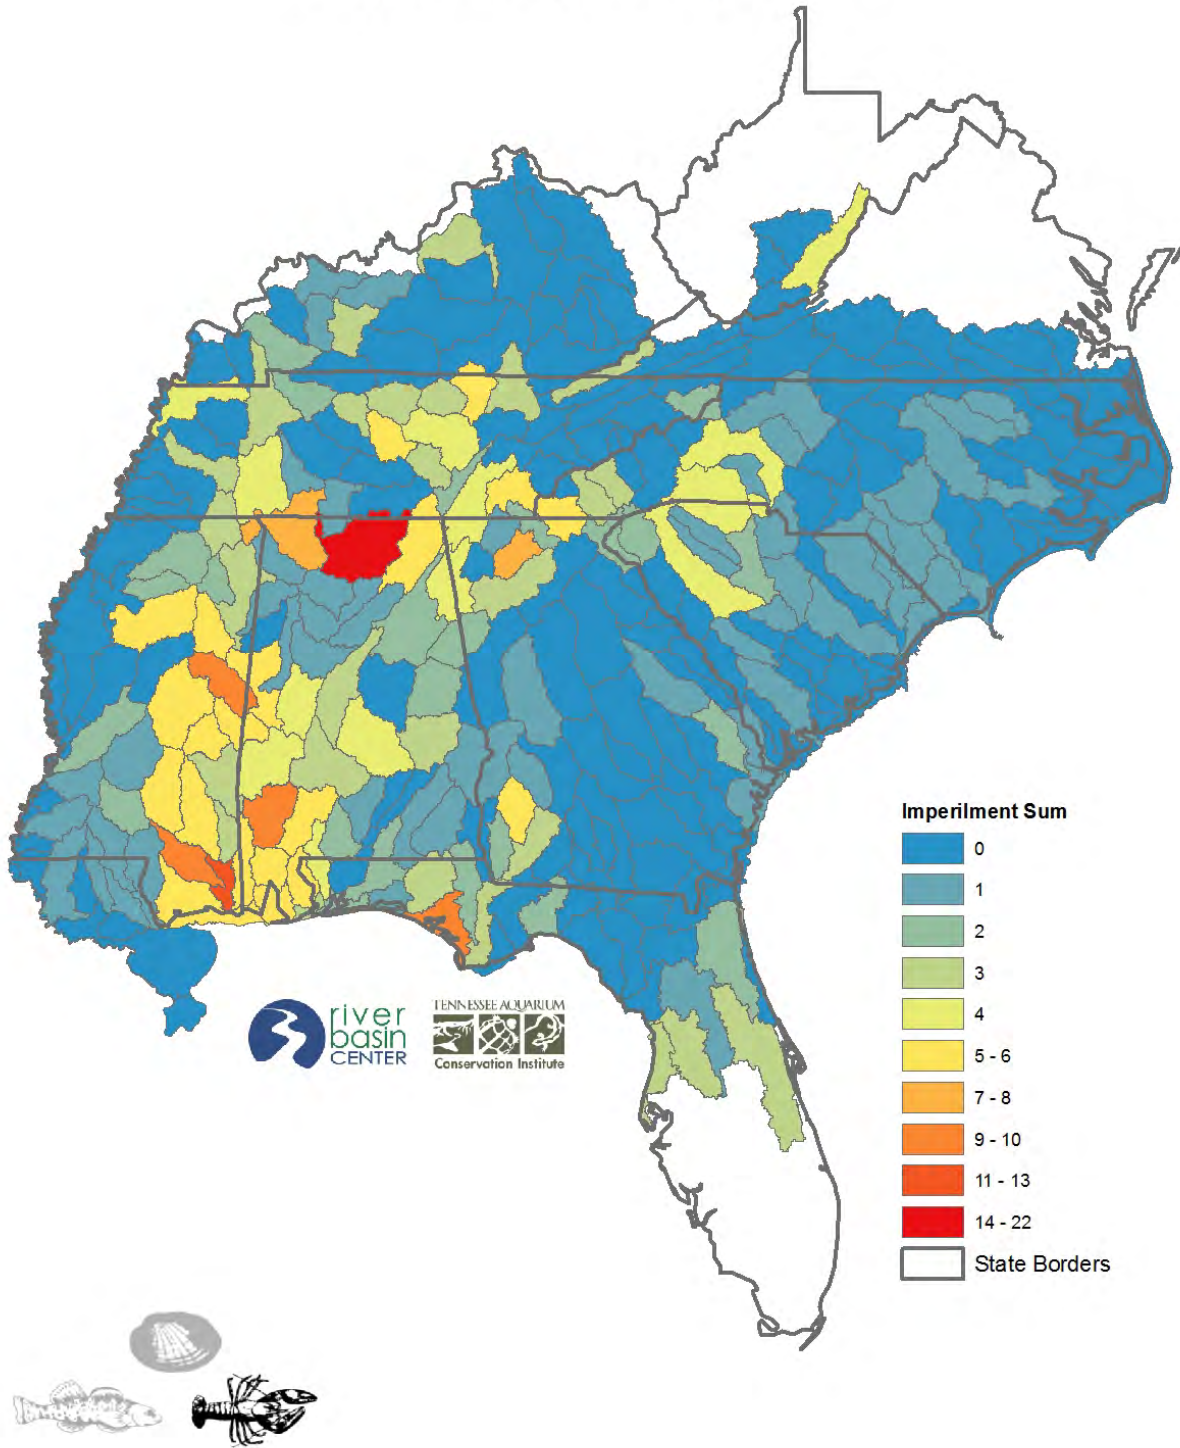 Imperilment Sum
0
1
2
3
4
5 - 6
7 - 8
9 - 10
11 - 13
14 - 22
State Borders
river
basin
CENTER
TENNESSEE AQUARIUM
Conservation Institute